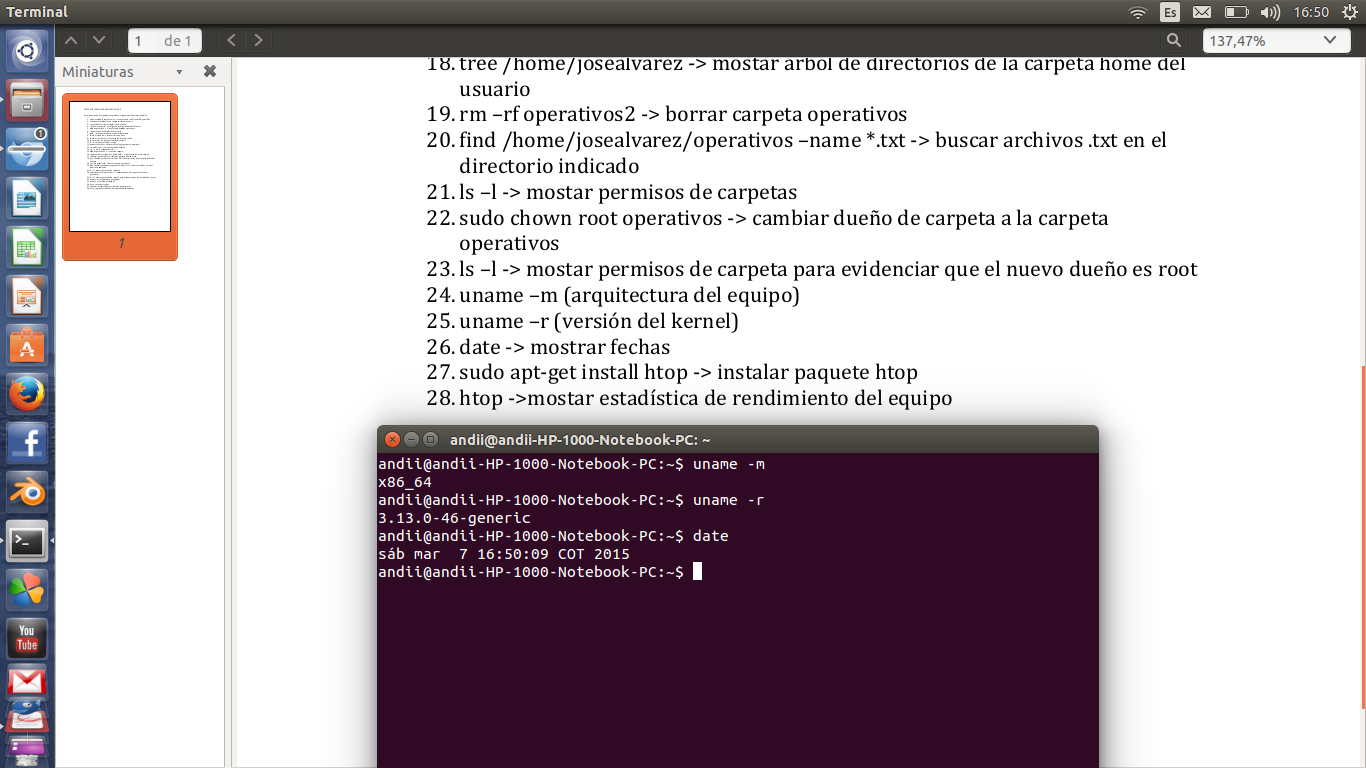 Terminal
Es
16:50
1 de 1
137,47%
Miniaturas
1
1
18. tree /home/josealvarez -> mostar arbol de directorios de la carpeta home del
usuario
19. rm –rf operativos2 -> borrar carpeta operativos
20. find /home/josealvarez/operativos –name *.txt -> buscar archivos .txt en el
directorio indicado
21. ls –l -> mostar permisos de carpetas
22. sudo chown root operativos -> cambiar dueño de carpeta a la carpeta
operativos
23. ls –l -> mostar permisos de carpeta para evidenciar que el nuevo dueño es root
24. uname –m (arquitectura del equipo)
25. uname –r (versión del kernel)
26. date -> mostrar fechas
27. sudo apt-get install htop -> instalar paquete htop
28. htop ->mostar estadística de rendimiento del equipo
andii@andii-HP-1000-Notebook-PC: ~
andii@andii-HP-1000-Notebook-PC:~$ uname -m
x86_64
andii@andii-HP-1000-Notebook-PC:~$ uname -r
3.13.0-46-generic
andii@andii-HP-1000-Notebook-PC:~$ date
sáb mar  7 16:50:09 COT 2015
andii@andii-HP-1000-Notebook-PC:~$
You
Tube